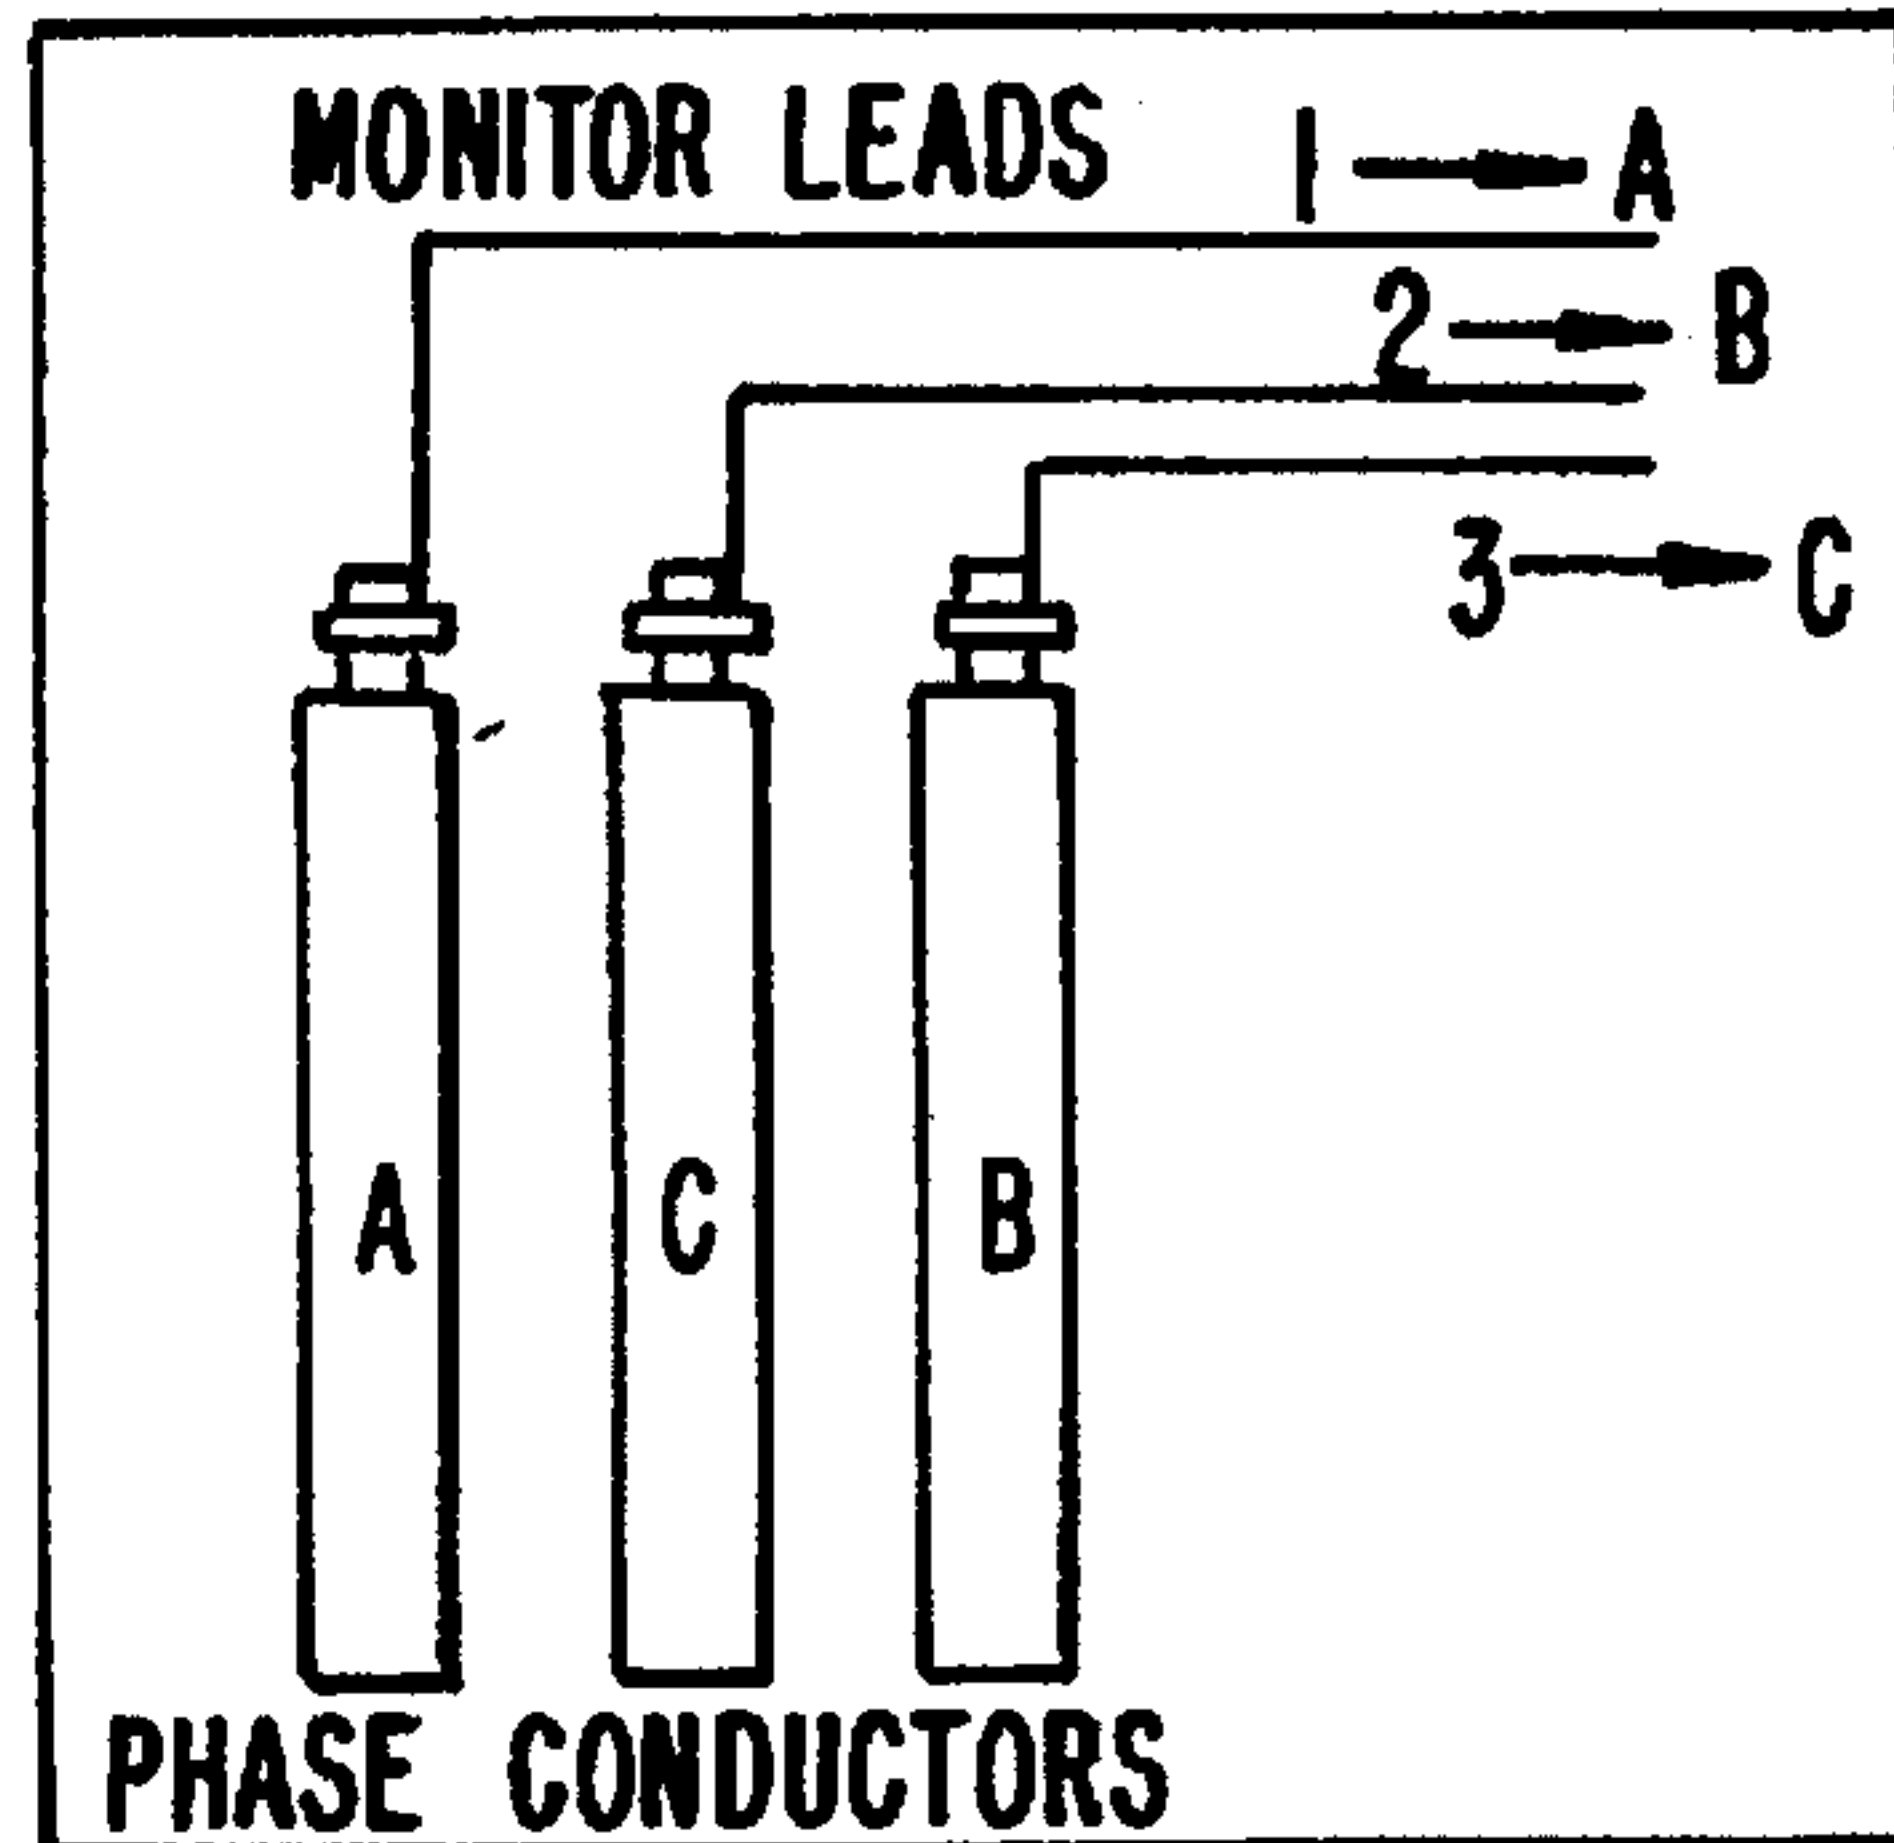 MONITOR LEADS 1 → A
2 → B
3 → C
A C B
PHASE CONDUCTORS